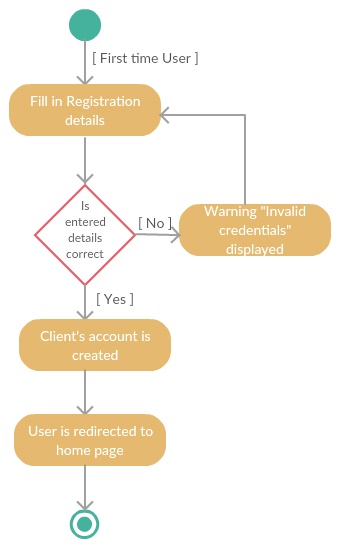 [ First time User ]
Fill in Registration
details
Is
entered
details
correct
[ No ]
Warning "Invalid
credentials"
displayed
[ Yes ]
Client's account is
created
User is redirected to
home page